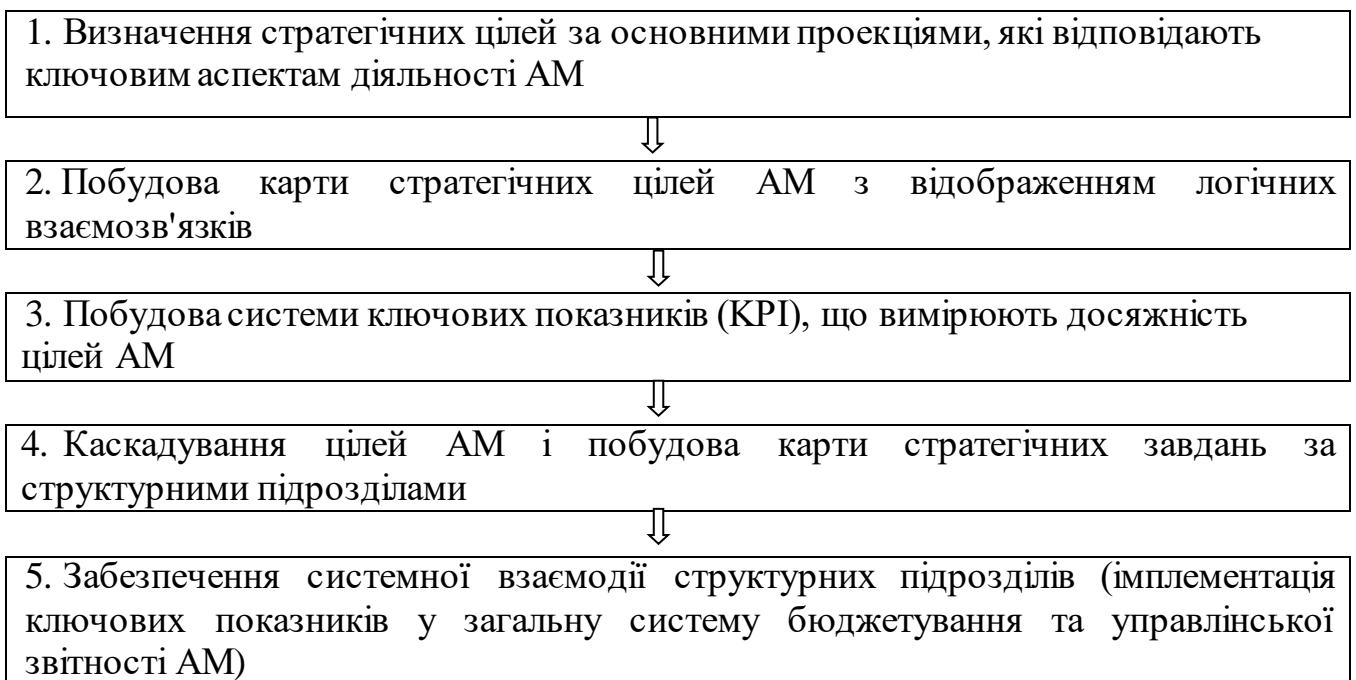 1. Визначення стратегічних цілей за основними проекціями, які відповідають
ключовим аспектам діяльності АМ
2. Побудова карти стратегічних цілей АМ з відображенням логічних
взаємозв'язків
3. Побудова системи ключових показників (KPI), що вимірюють досяжність
цілей АМ
4. Каскадування цілей АМ і побудова карти стратегічних завдань за
структурними підрозділами
5. Забезпечення системної взаємодії структурних підрозділів (імплементація
ключових показників у загальну систему бюджетування та управлінської
звітності АМ)